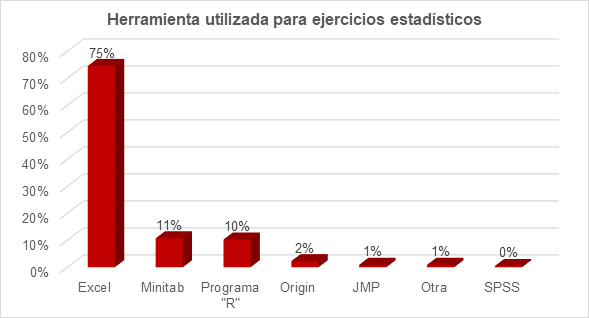 Herramienta utilizada para ejercicios estadísticos
80%
70%
60%
50%
40%
30%
20%
10%
0%
75%
11%
10%
2%
1%
1%
0%
Excel
Minitab
Programa
"R"
Origin
JMP
Otra
SPSS